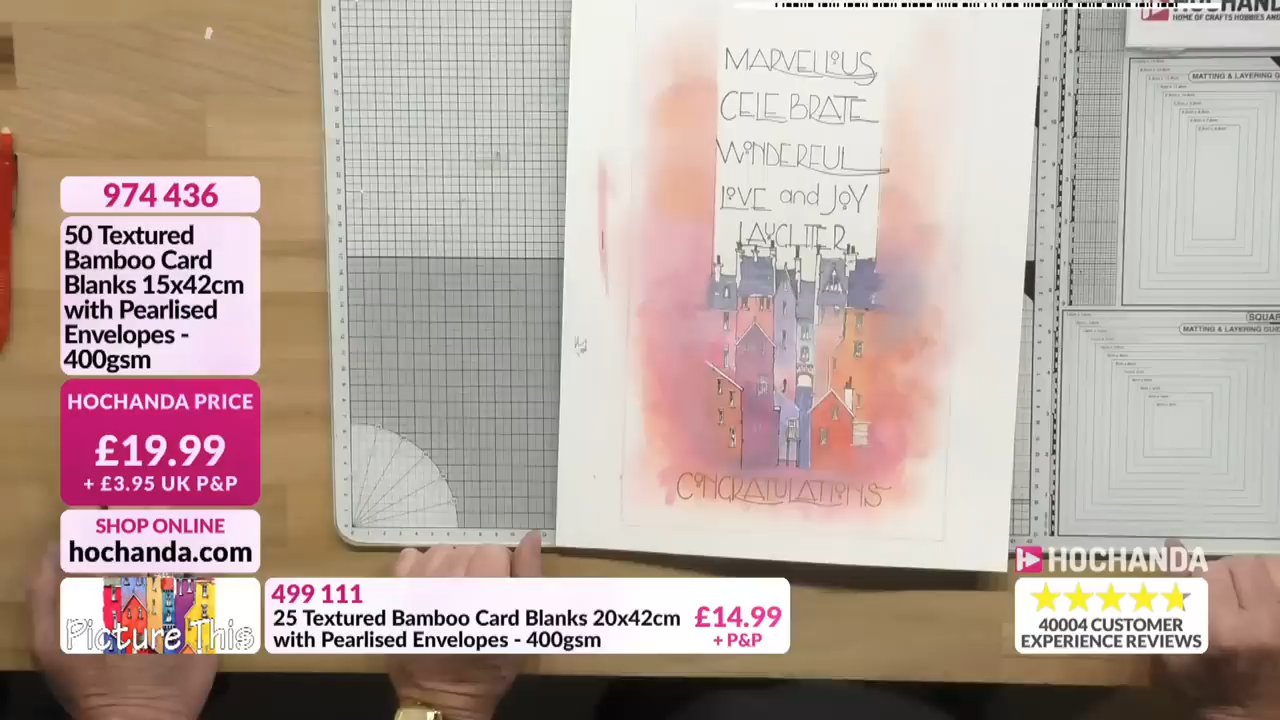 HOCHANDA
HOME OF CRAFTS HOBBIES AND
MATTING & LAYERING G
MARVELLOUS
CELEBRATE
WONDERFUL
LOVE and JOY
LAUGHTER
CONGRATULATIONS
SQUAR
MATTING & LAYERING GUI
974 436
50 Textured
Bamboo Card
Blanks 15x42cm
with Pearlised
Envelopes -
400gsm
HOCHANDA PRICE
£19.99
+ £3.95 UK P&P
SHOP ONLINE
hochanda.com
Picture This
499 111
25 Textured Bamboo Card Blanks 20x42cm
with Pearlised Envelopes - 400gsm
£14.99
+ P&P
HOCHANDA
40004 CUSTOMER
EXPERIENCE REVIEWS